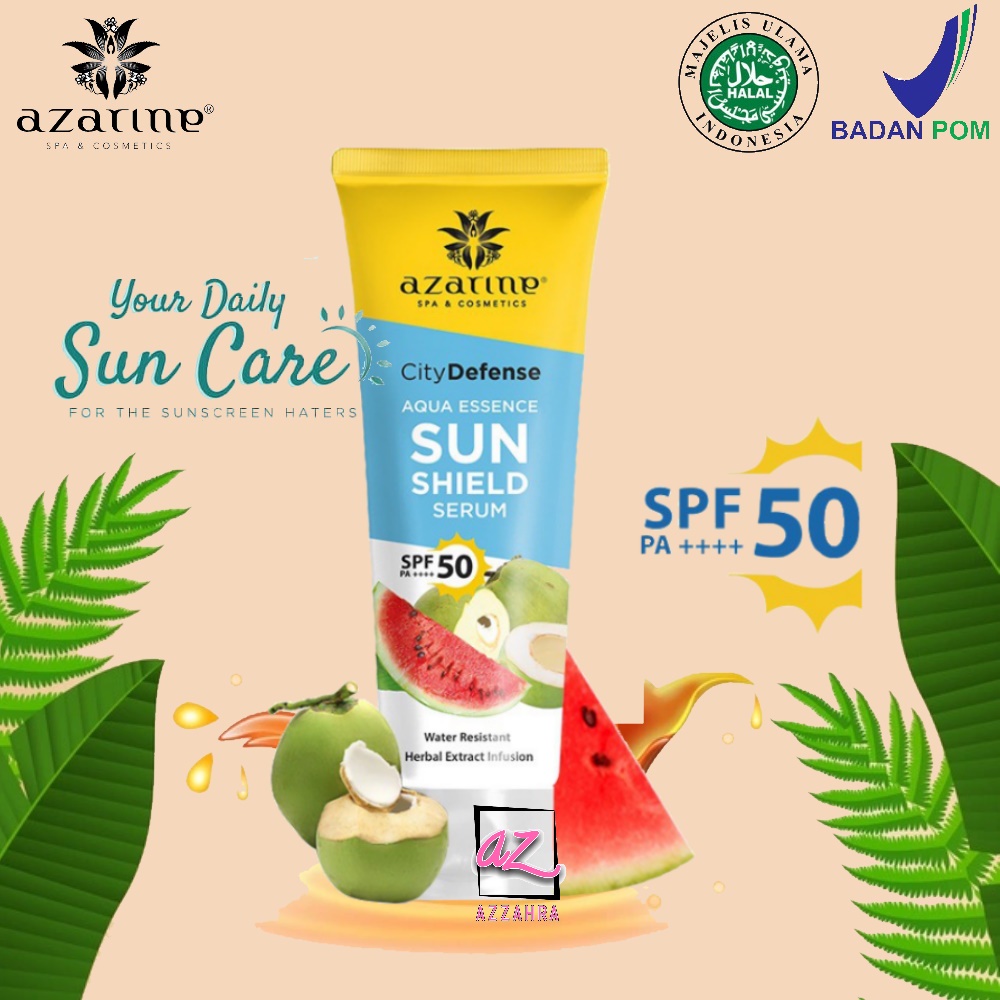 azarine®
SPA & COSMETICS
MAJELIS ULAMA
حلال
HALAL
INDONESIA
BADAN POM
Your Daily
Sun Care
FOR THE SUNSCREEN HATERS
azarine®
SPA & COSMETICS
CityDefense
AQUA ESSENCE
SUN
SHIELD
SERUM
SPF 50
PA ++++
Water Resistant
Herbal Extract Infusion
SPF 50
PA ++++
az
AZZAHRA